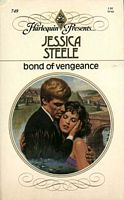 749
Harlequin Presents...
JESSICA
STEELE
bond of vengeance